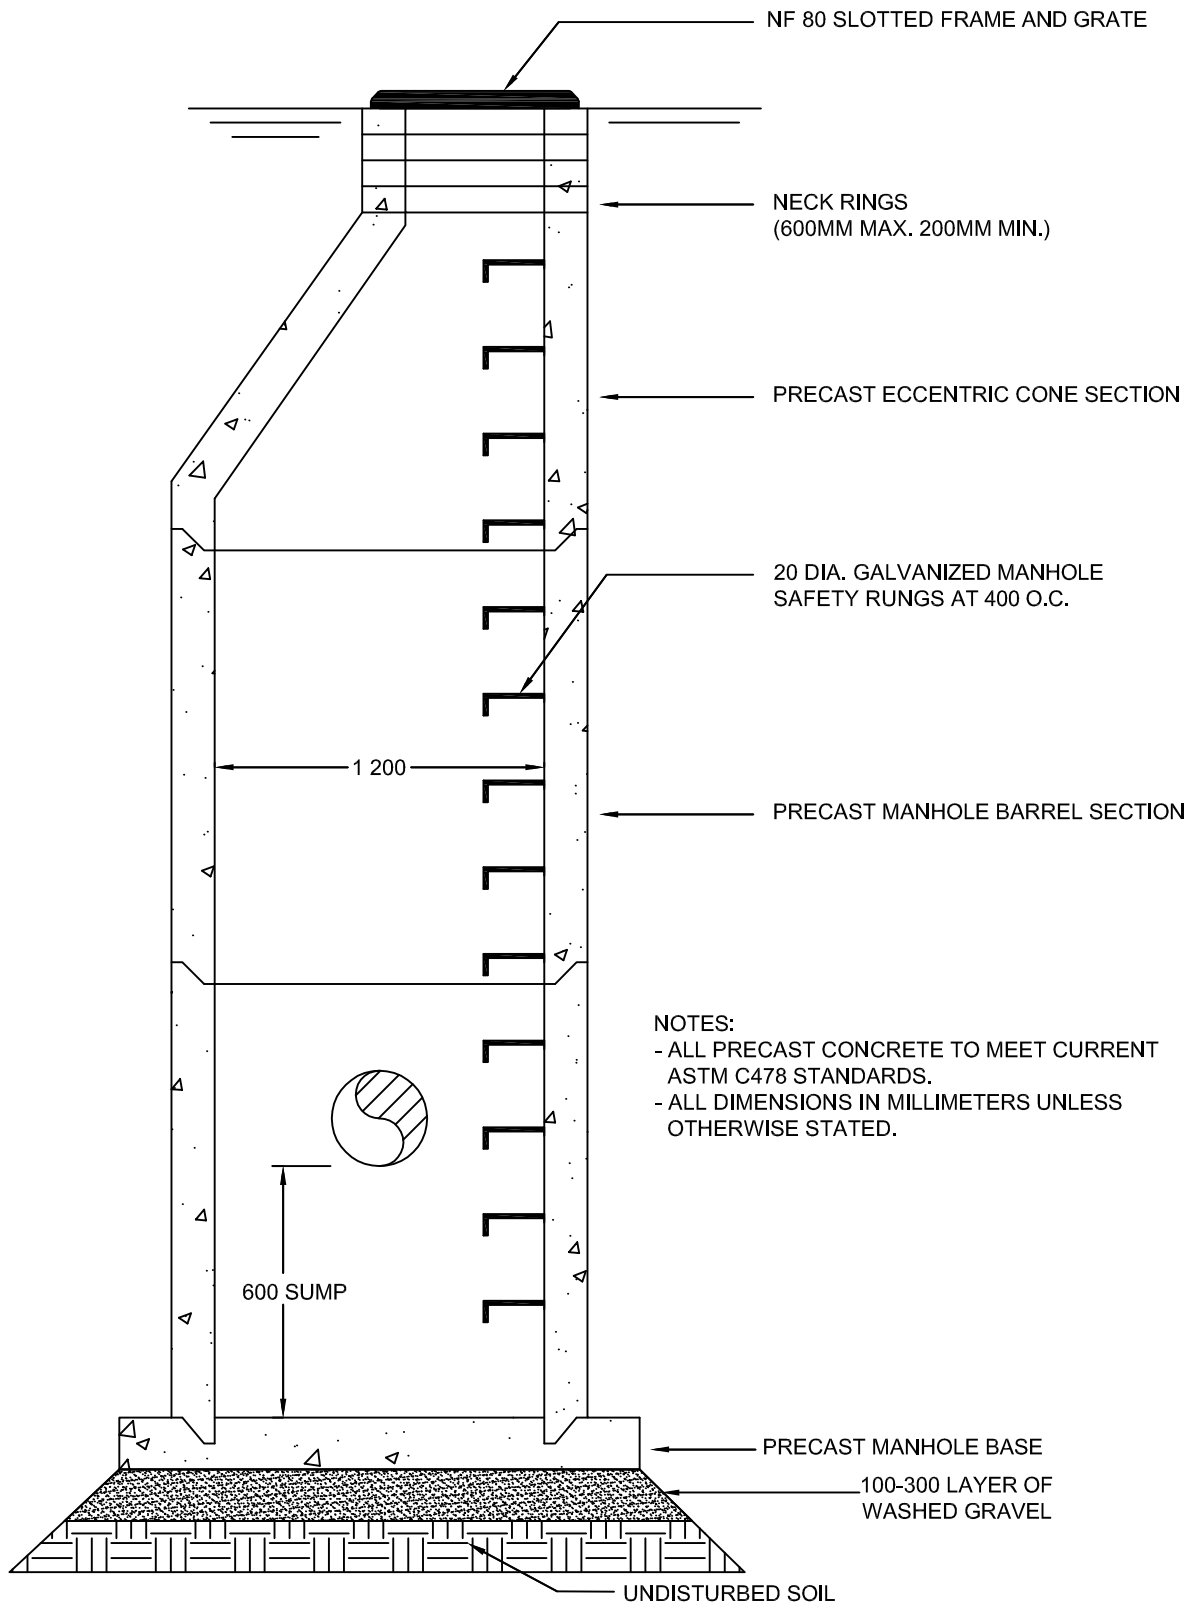 NF 80 SLOTTED FRAME AND GRATE
NECK RINGS
(600MM MAX. 200MM MIN.)
PRECAST ECCENTRIC CONE SECTION
20 DIA. GALVANIZED MANHOLE
SAFETY RUNGS AT 400 O.C.
1 200
PRECAST MANHOLE BARREL SECTION
NOTES:
- ALL PRECAST CONCRETE TO MEET CURRENT
ASTM C478 STANDARDS.
- ALL DIMENSIONS IN MILLIMETERS UNLESS
OTHERWISE STATED.
600 SUMP
PRECAST MANHOLE BASE
100-300 LAYER OF
WASHED GRAVEL
UNDISTURBED SOIL